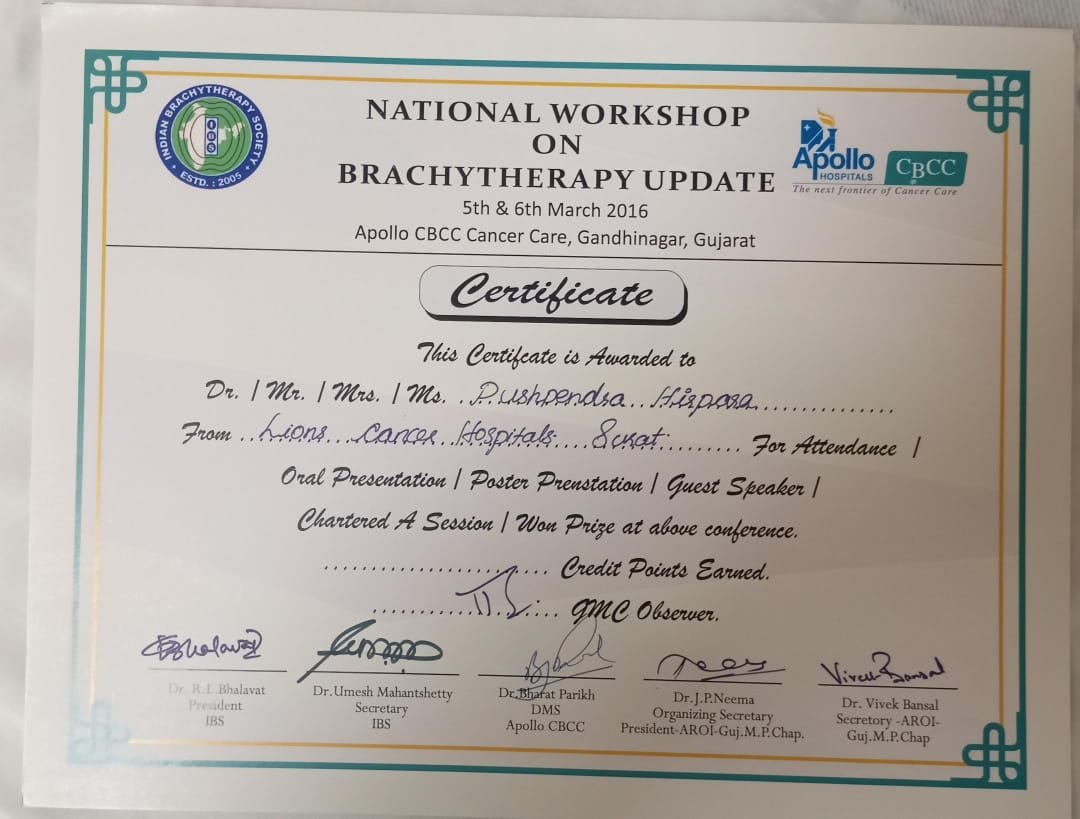 INDIAN BRACHYTHERAPY SOCIETY
IBS
ESTD. : 2005
NATIONAL WORKSHOP
ON
BRACHYTHERAPY UPDATE
5th & 6th March 2016
Apollo CBCC Cancer Care, Gandhinagar, Gujarat
Apollo
HOSPITALS
CBCC
The next frontier of Cancer Care
Certificate
This Certifcate is Awarded to
Dr. | Mr. | Mrs. | Ms. ..Pushpendra..Hirpara................
From ..Lions...Cancer..Hospitals....Surat.......... For Attendance |
Oral Presentation | Poster Prenstation | Guest Speaker |
Chartered A Session | Won Prize at above conference.
.......................... Credit Points Earned.
..................... GMC Observer.
Bhalavat
Vivek Bansal
Dr. R.L.Bhalavat
President
IBS
Dr.Umesh Mahantshetty
Secretary
IBS
Dr.Bharat Parikh
DMS
Apollo CBCC
Dr.J.P.Neema
Organizing Secretary
President-AROI-Guj.M.P.Chap.
Dr. Vivek Bansal
Secretory -AROI-
Guj.M.P.Chap